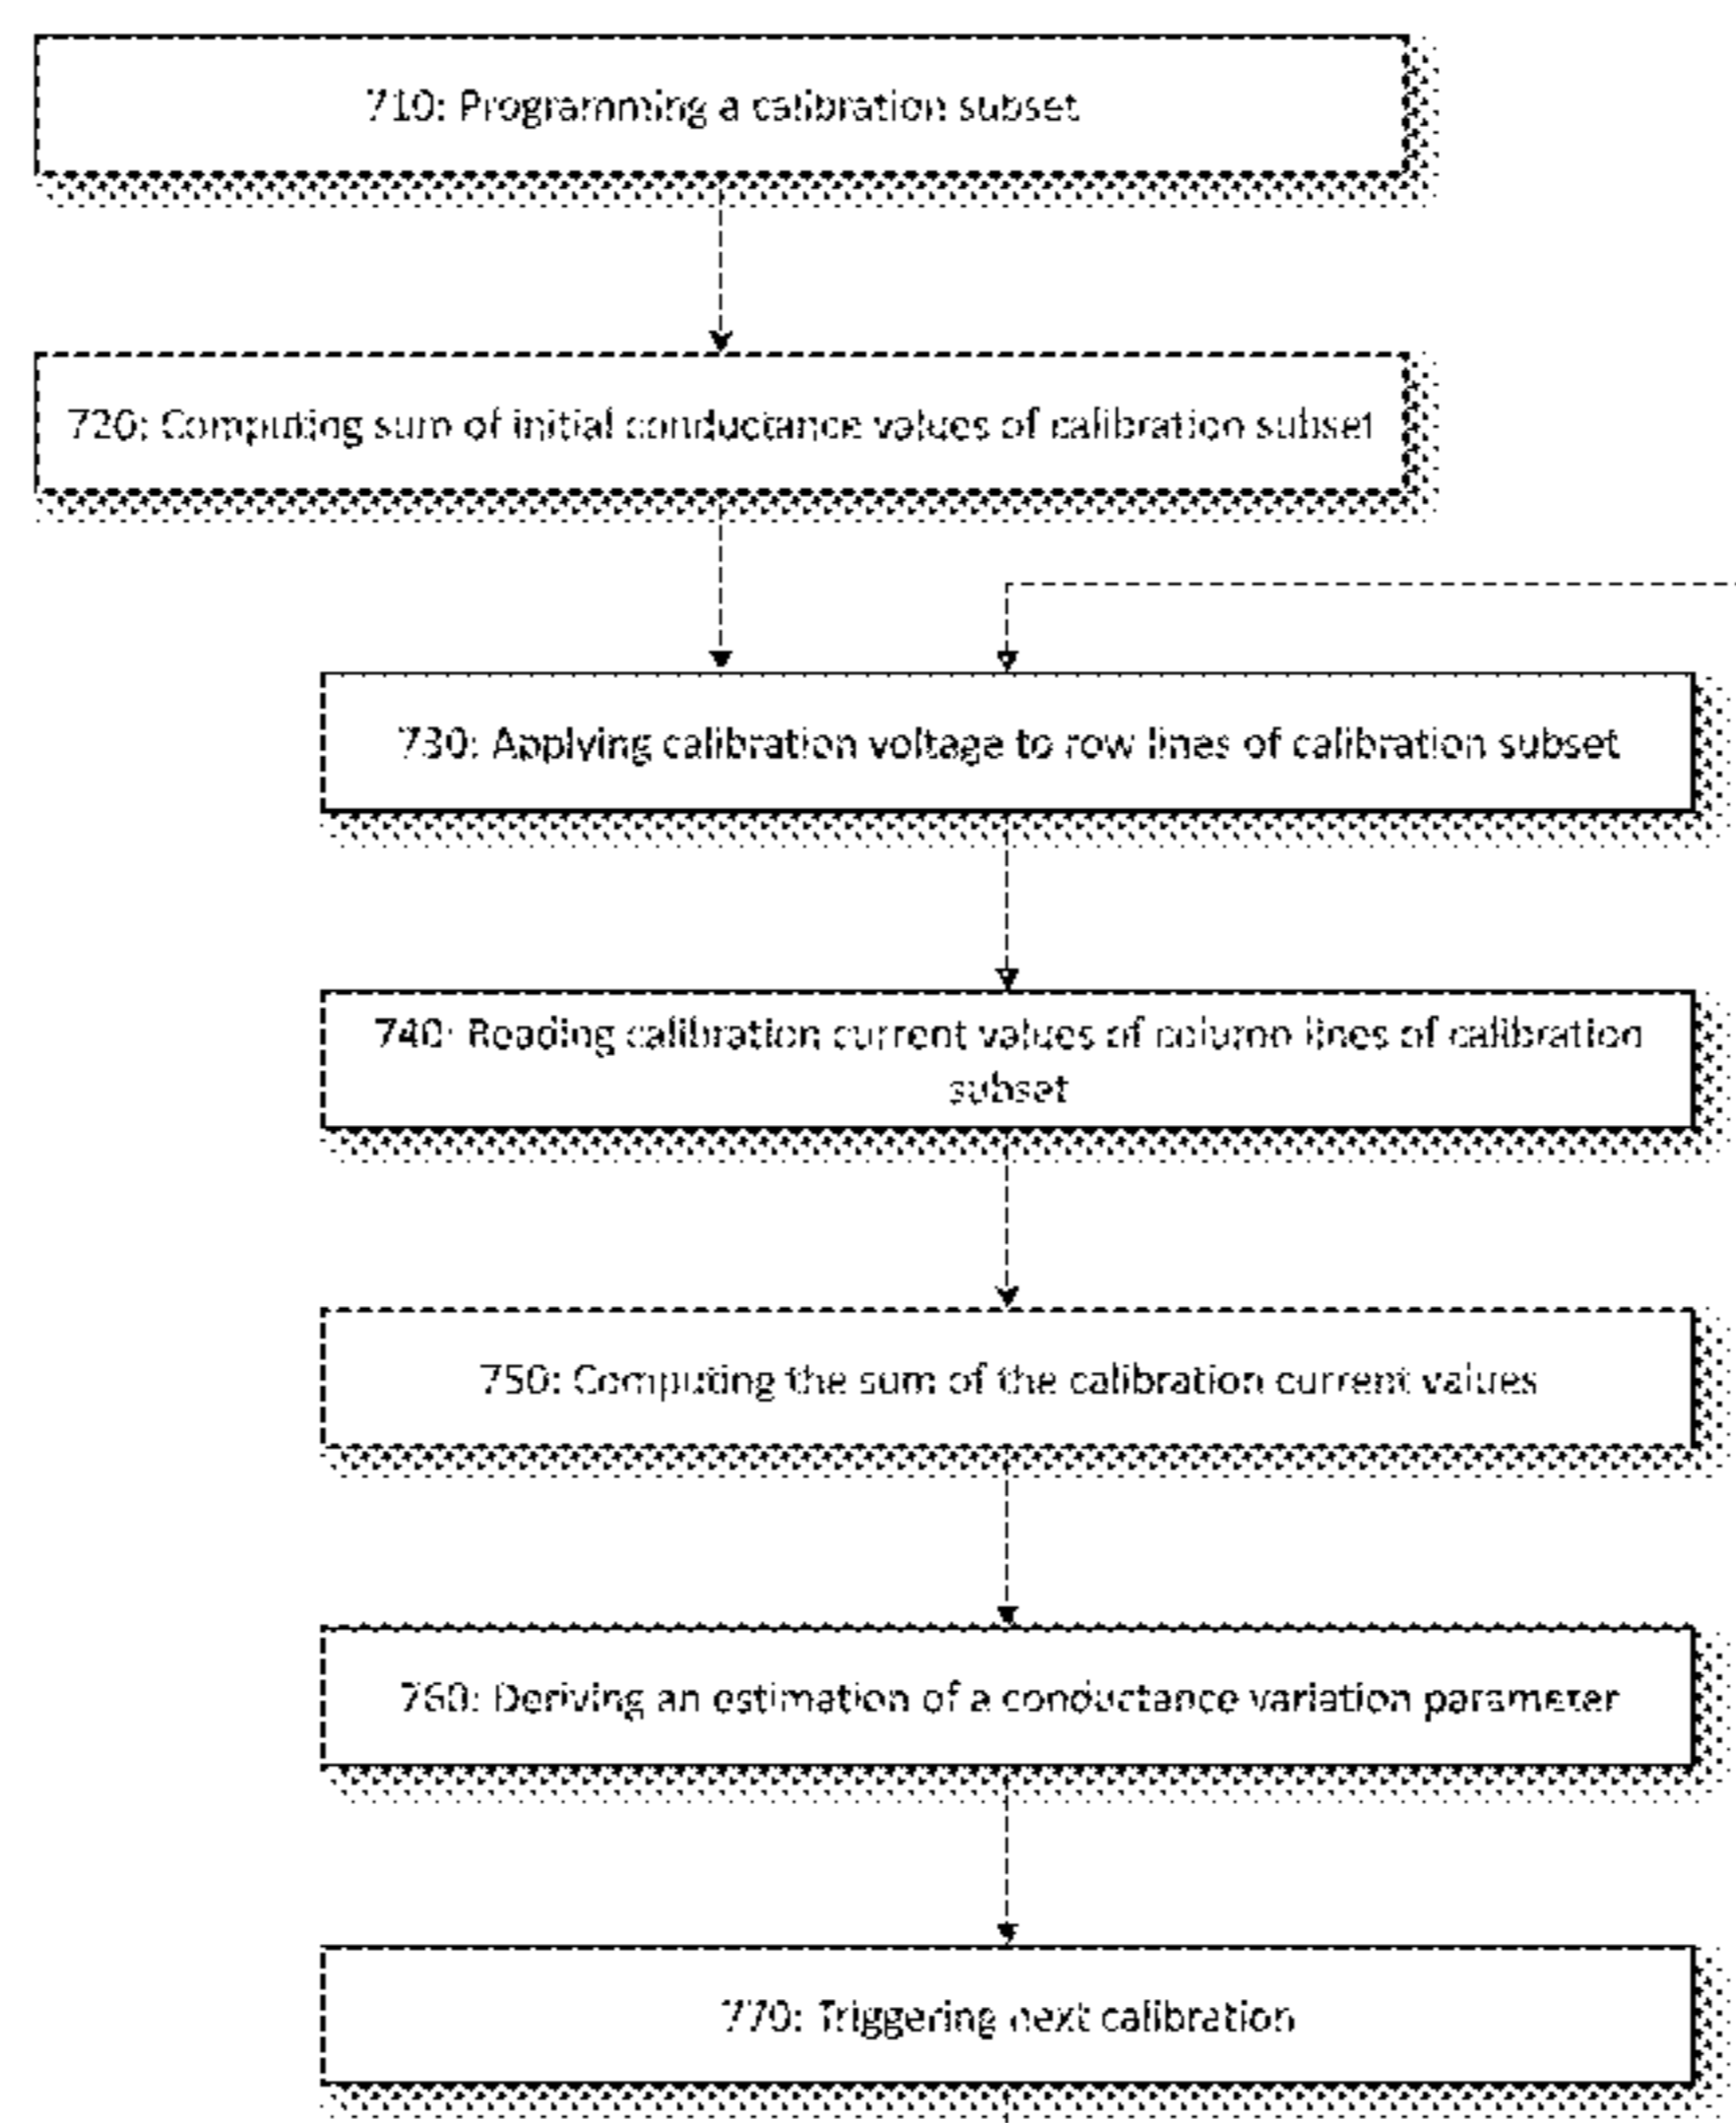 710: Programming a calibration subset
720: Computing sum of initial conductance values of calibration subset
730: Applying calibration voltage to row lines of calibration subset
740: Reading calibration current values of column lines of calibration
subset
750: Computing the sum of the calibration current values
760: Deriving an estimation of a conductance variation parameter
770: Triggering next calibration